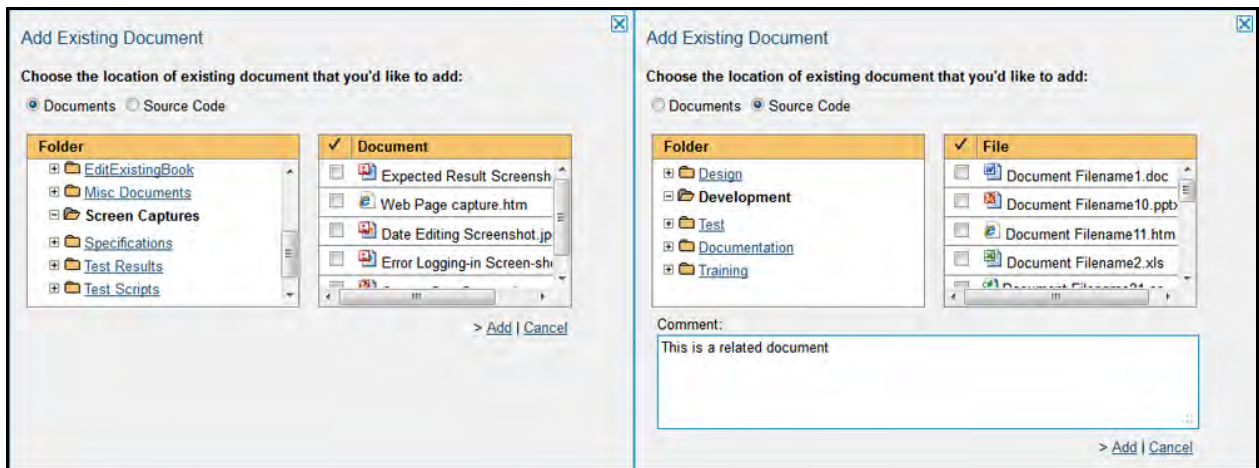 Add Existing Document
Choose the location of existing document that you'd like to add:
Documents Source Code
Folder
EditExistingBook
Misc Documents
Screen Captures
Specifications
Test Results
Test Scripts
✓ Document
Expected Result Screensh
Web Page capture.htm
Date Editing Screenshot.jp
Error Logging-in Screen-sh
> Add | Cancel
Add Existing Document
Choose the location of existing document that you'd like to add:
Documents Source Code
Folder
Design
Development
Test
Documentation
Training
✓ File
Document Filename1.doc
Document Filename10.pptx
Document Filename11.htm
Document Filename2.xls
Comment:
This is a related document
> Add | Cancel